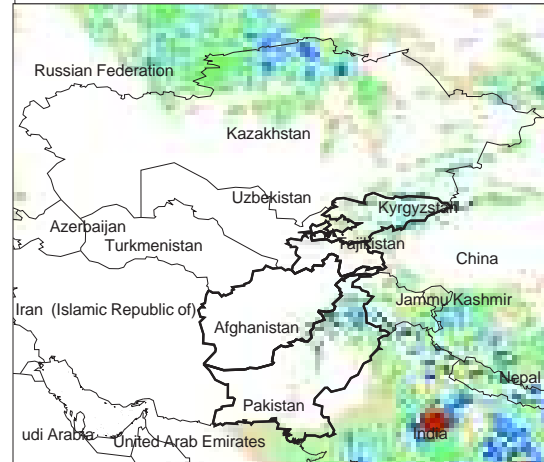 Russian Federation
Kazakhstan
Uzbekistan
Kyrgyzstan
Azerbaijan
Turkmenistan
Tajikistan
China
Iran (Islamic Republic of)
Jammu Kashmir
Afghanistan
Nepal
Pakistan
udi Arabia
United Arab Emirates
India